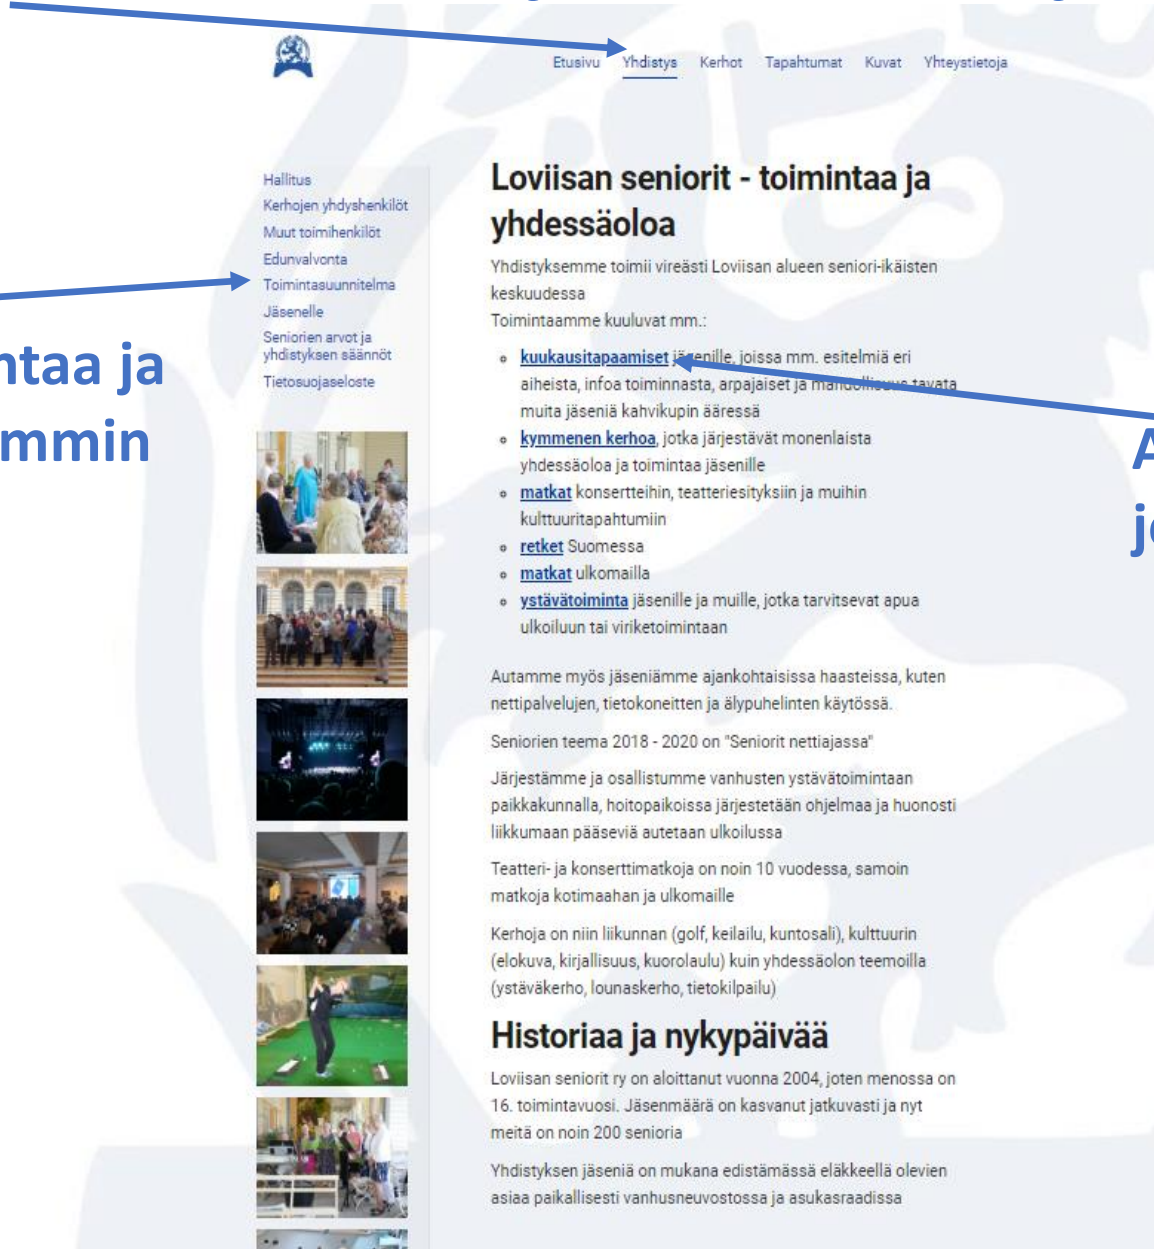 Etusivu Yhdistys Kerhot Tapahtumat Kuvat Yhteystietoja
Hallitus
Kerhojen yhdyshenkilöt
Muut toimihenkilöt
Edunvalvonta
Toimintasuunnitelma
Jäsenelle
Seniorien arvot ja
yhdistyksen säännöt
Tietosuojaseloste
ntaa ja
mmin
Loviisan seniorit - toimintaa ja
yhdessäoloa
Yhdistyksemme toimii vireästi Loviisan alueen seniori-ikäisten
keskuudessa
Toimintaamme kuuluvat mm.:
kuukausitapaamiset jäsenille, joissa mm. esitelmiä eri
aiheista, infoa toiminnasta, arpajaiset ja mahdollisuus tavata
muita jäseniä kahvikupin ääressä
kymmenen kerhoa, jotka järjestävät monenlaista
yhdessäoloa ja toimintaa jäsenille
matkat konsertteihin, teatteriesityksiin ja muihin
kulttuuritapahtumiin
retket Suomessa
matkat ulkomailla
ystävätoiminta jäsenille ja muille, jotka tarvitsevat apua
ulkoiluun tai viriketoimintaan
Autamme myös jäseniämme ajankohtaisissa haasteissa, kuten
nettipalvelujen, tietokoneitten ja älypuhelinten käytössä.
Seniorien teema 2018 - 2020 on "Seniorit nettiajassa"
Järjestämme ja osallistumme vanhusten ystävätoimintaan
paikkakunnalla, hoitopaikoissa järjestetään ohjelmaa ja huonosti
liikkumaan pääseviä autetaan ulkoilussa
Teatteri- ja konserttimatkoja on noin 10 vuodessa, samoin
matkoja kotimaahan ja ulkomaille
Kerhoja on niin liikunnan (golf, keilailu, kuntosali), kulttuurin
(elokuva, kirjallisuus, kuorolaulu) kuin yhdessäolon teemoilla
(ystäväkerho, lounaskerho, tietokilpailu)
Historiaa ja nykypäivää
Loviisan seniorit ry on aloittanut vuonna 2004, joten menossa on
16. toimintavuosi. Jäsenmäärä on kasvanut jatkuvasti ja nyt
meitä on noin 200 senioria
Yhdistyksen jäseniä on mukana edistämässä eläkkeellä olevien
asiaa paikallisesti vanhusneuvostossa ja asukasraadissa